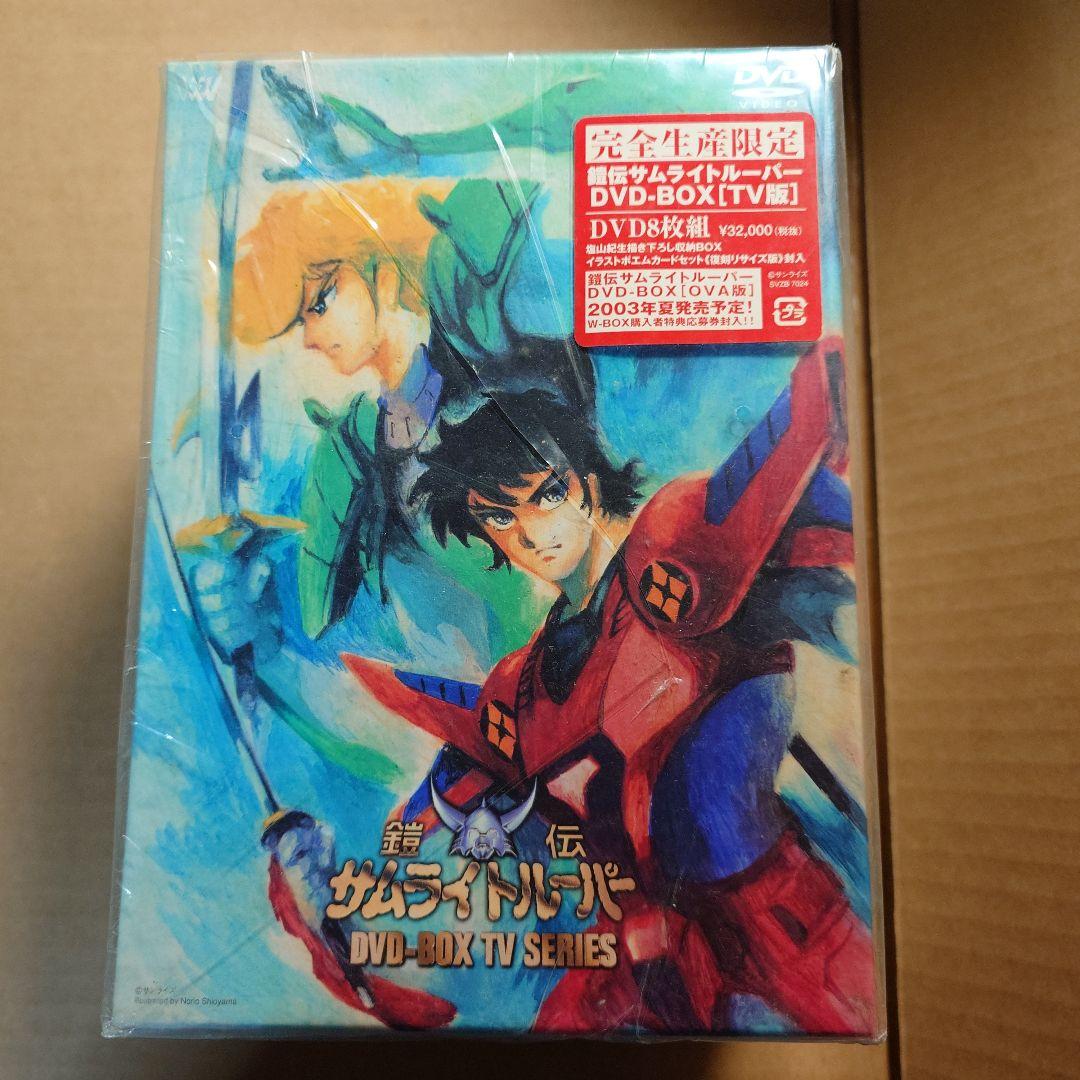 DVD
VIDEO
完全生産限定
鎧伝サムライトルーパー
DVD-BOX[TV版]
DVD8枚組 ¥32,000(税抜)
塩山紀生描き下ろし収納BOX
イラストポエムカードセット《復刻リサイズ版》封入
鎧伝サムライトルーパー
DVD-BOX[OVA版]
2003年夏発売予定!
W-BOX購入者特典応募券封入!!
©サンライズ
SVZB 7024
プラ
鎧伝
サムライトルーパー
DVD-BOX TV SERIES
©サンライズ
Illustrated by Norio Shioyama